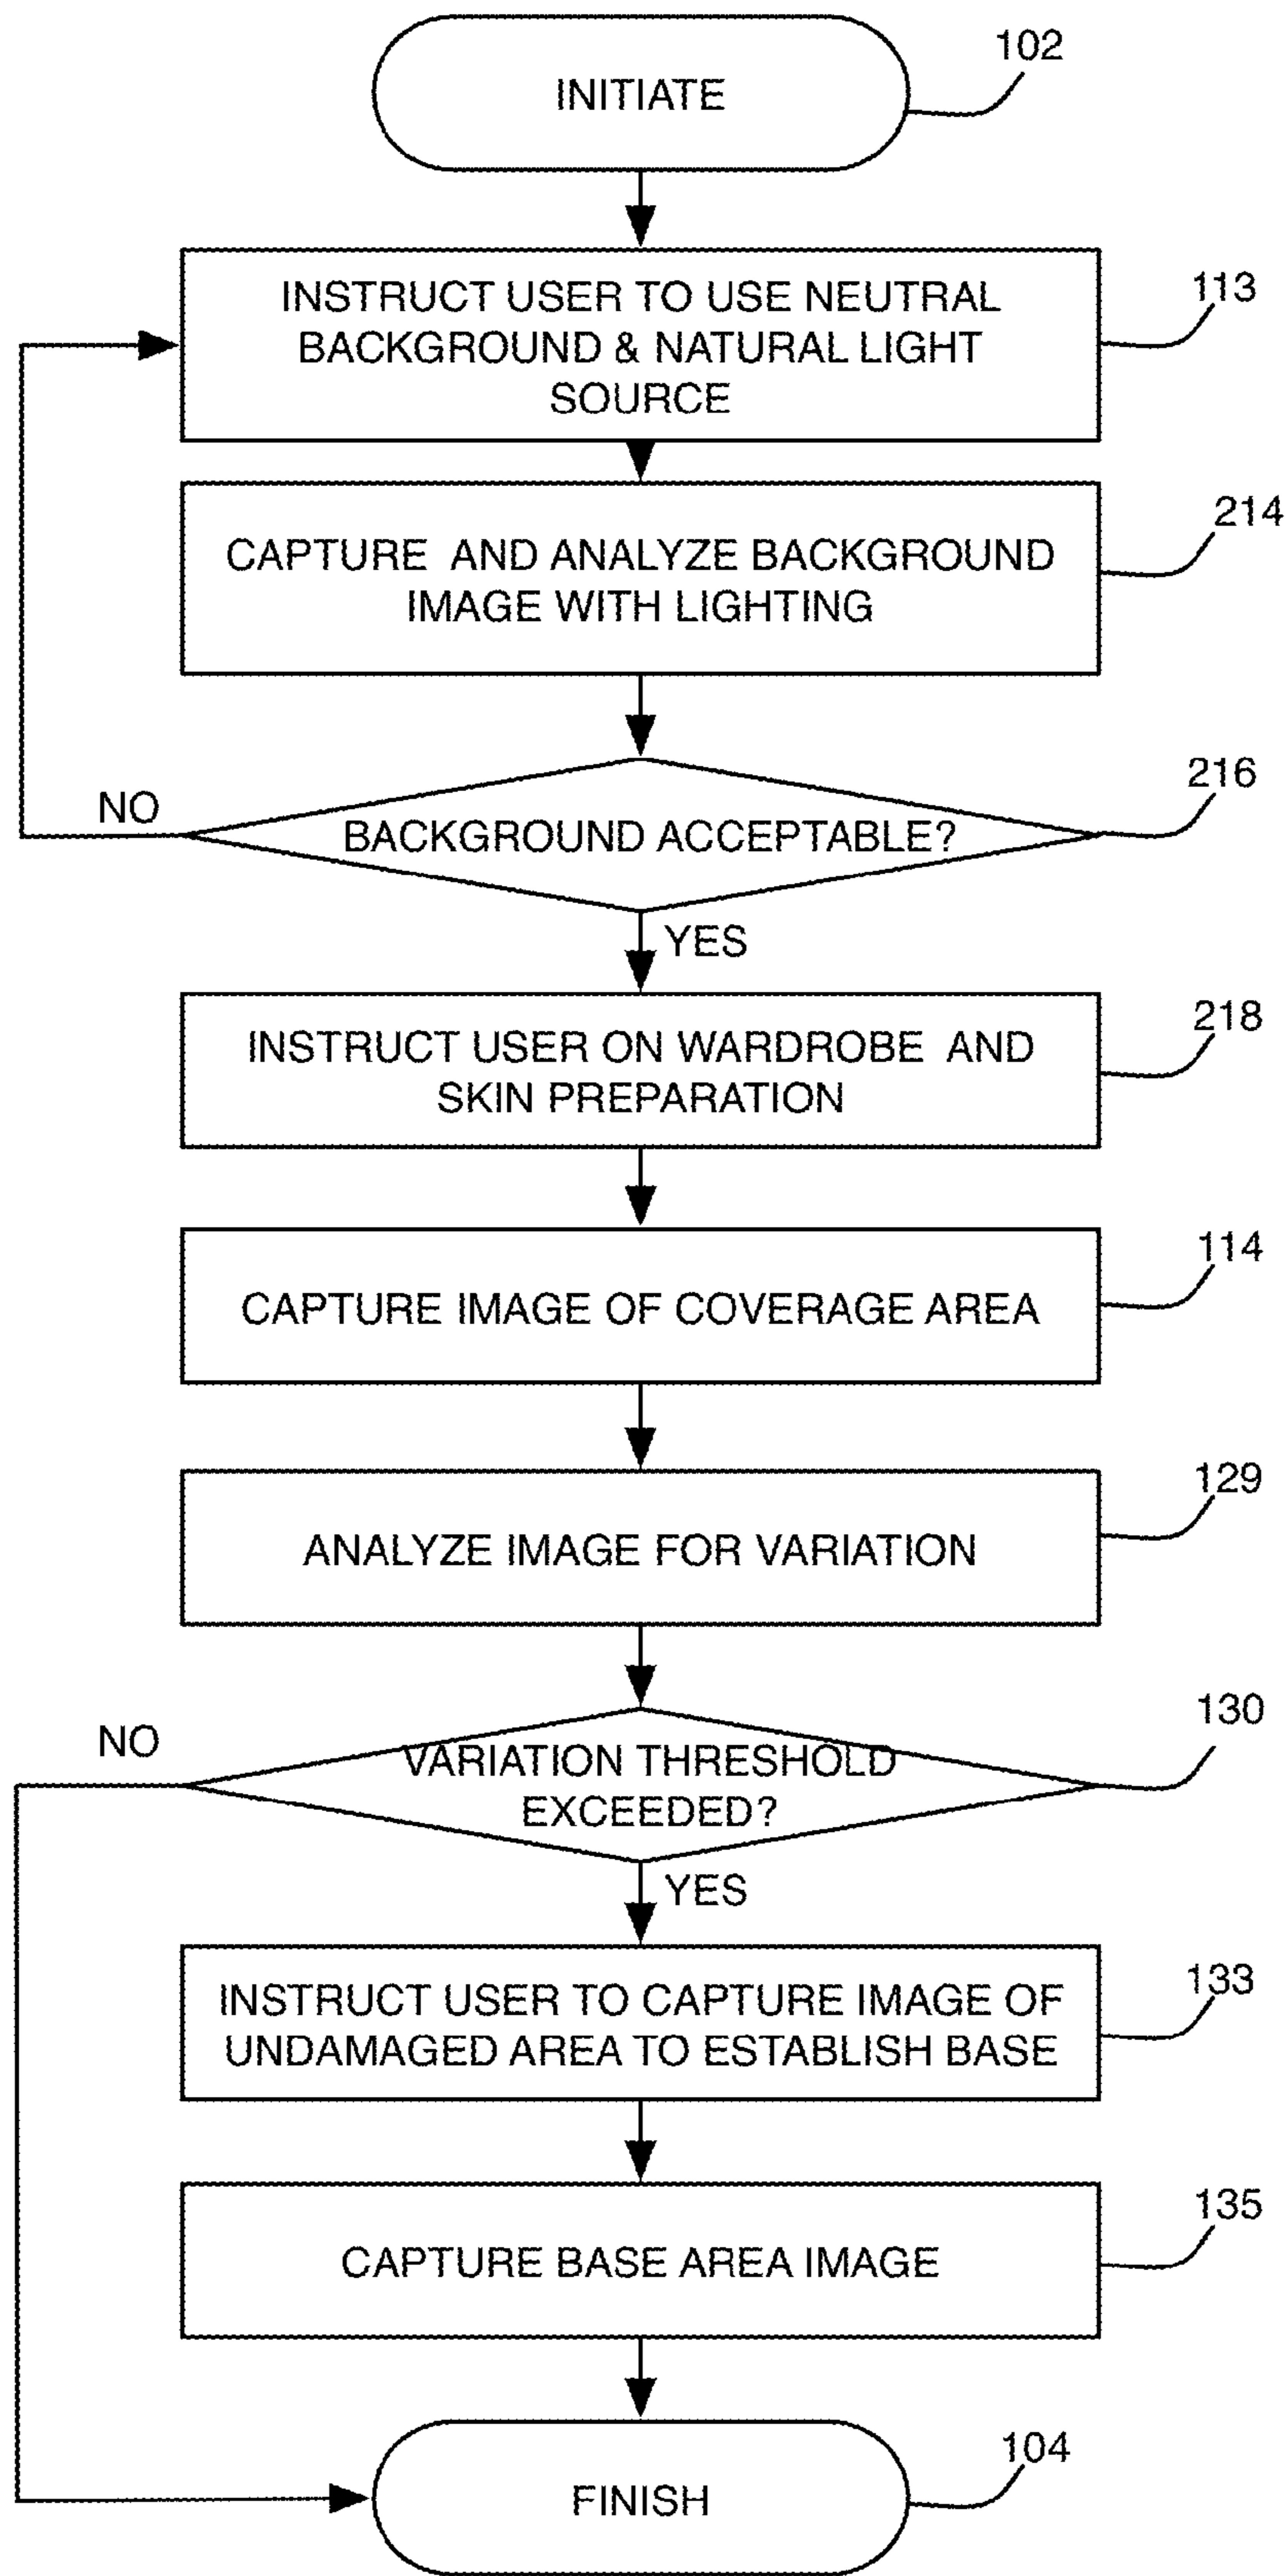 INITIATE
102
INSTRUCT USER TO USE NEUTRAL
BACKGROUND & NATURAL LIGHT
SOURCE
113
CAPTURE AND ANALYZE BACKGROUND
IMAGE WITH LIGHTING
214
BACKGROUND ACCEPTABLE?
216
NO
YES
INSTRUCT USER ON WARDROBE AND
SKIN PREPARATION
218
CAPTURE IMAGE OF COVERAGE AREA
114
ANALYZE IMAGE FOR VARIATION
129
VARIATION THRESHOLD
EXCEEDED?
130
NO
YES
INSTRUCT USER TO CAPTURE IMAGE OF
UNDAMAGED AREA TO ESTABLISH BASE
133
CAPTURE BASE AREA IMAGE
135
FINISH
104